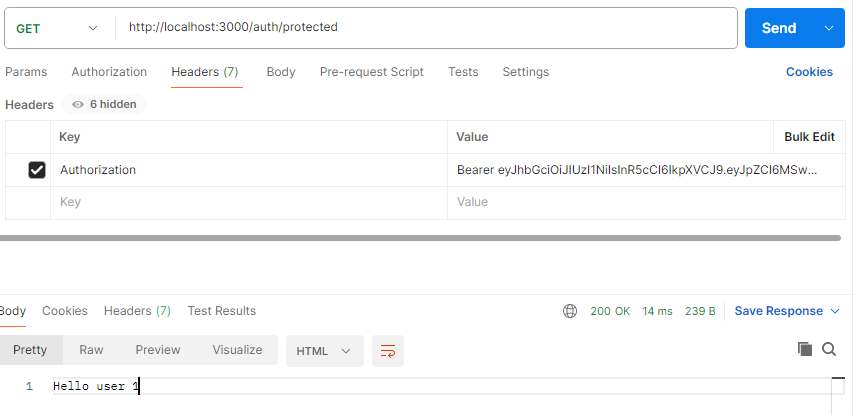 GET http://localhost:3000/auth/protected Send
Params Authorization Headers (7) Body Pre-request Script Tests Settings Cookies
Headers 6 hidden
Key Value Bulk Edit
Authorization Bearer eyJhbGciOiJIUzI1NiIsInR5cCI6IkpXVCJ9.eyJpZCI6MSw...
Key Value
Body Cookies Headers (7) Test Results 200 OK 14 ms 239 B Save Response
Pretty Raw Preview Visualize HTML
1 Hello user 1